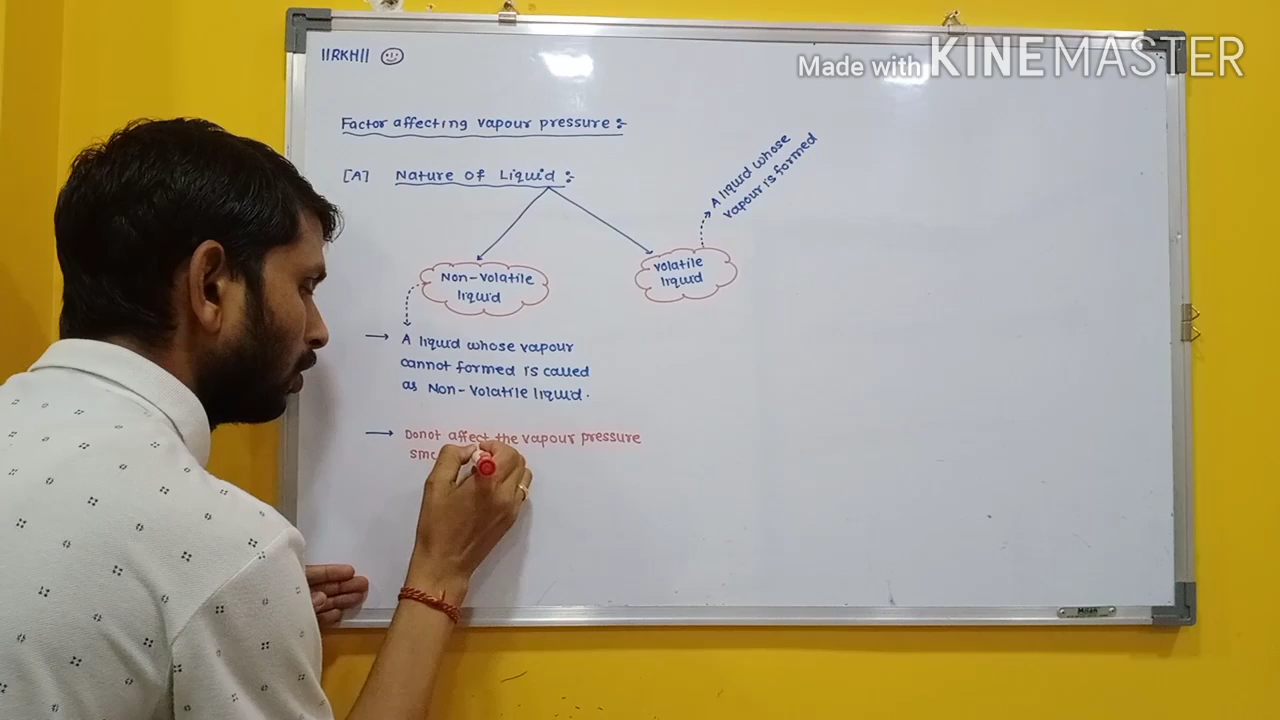 ||RKH||
Made with KINEMASTER
Factor affecting vapour pressure :-
[A] Nature of Liquid :-
A liquid whose
vapour is formed
Non-Volatile
liquid
Volatile
liquid
→ A liquid whose vapour
cannot formed is called
as Non-Volatile liquid.
→ Donot affect the vapour pressure
Milan